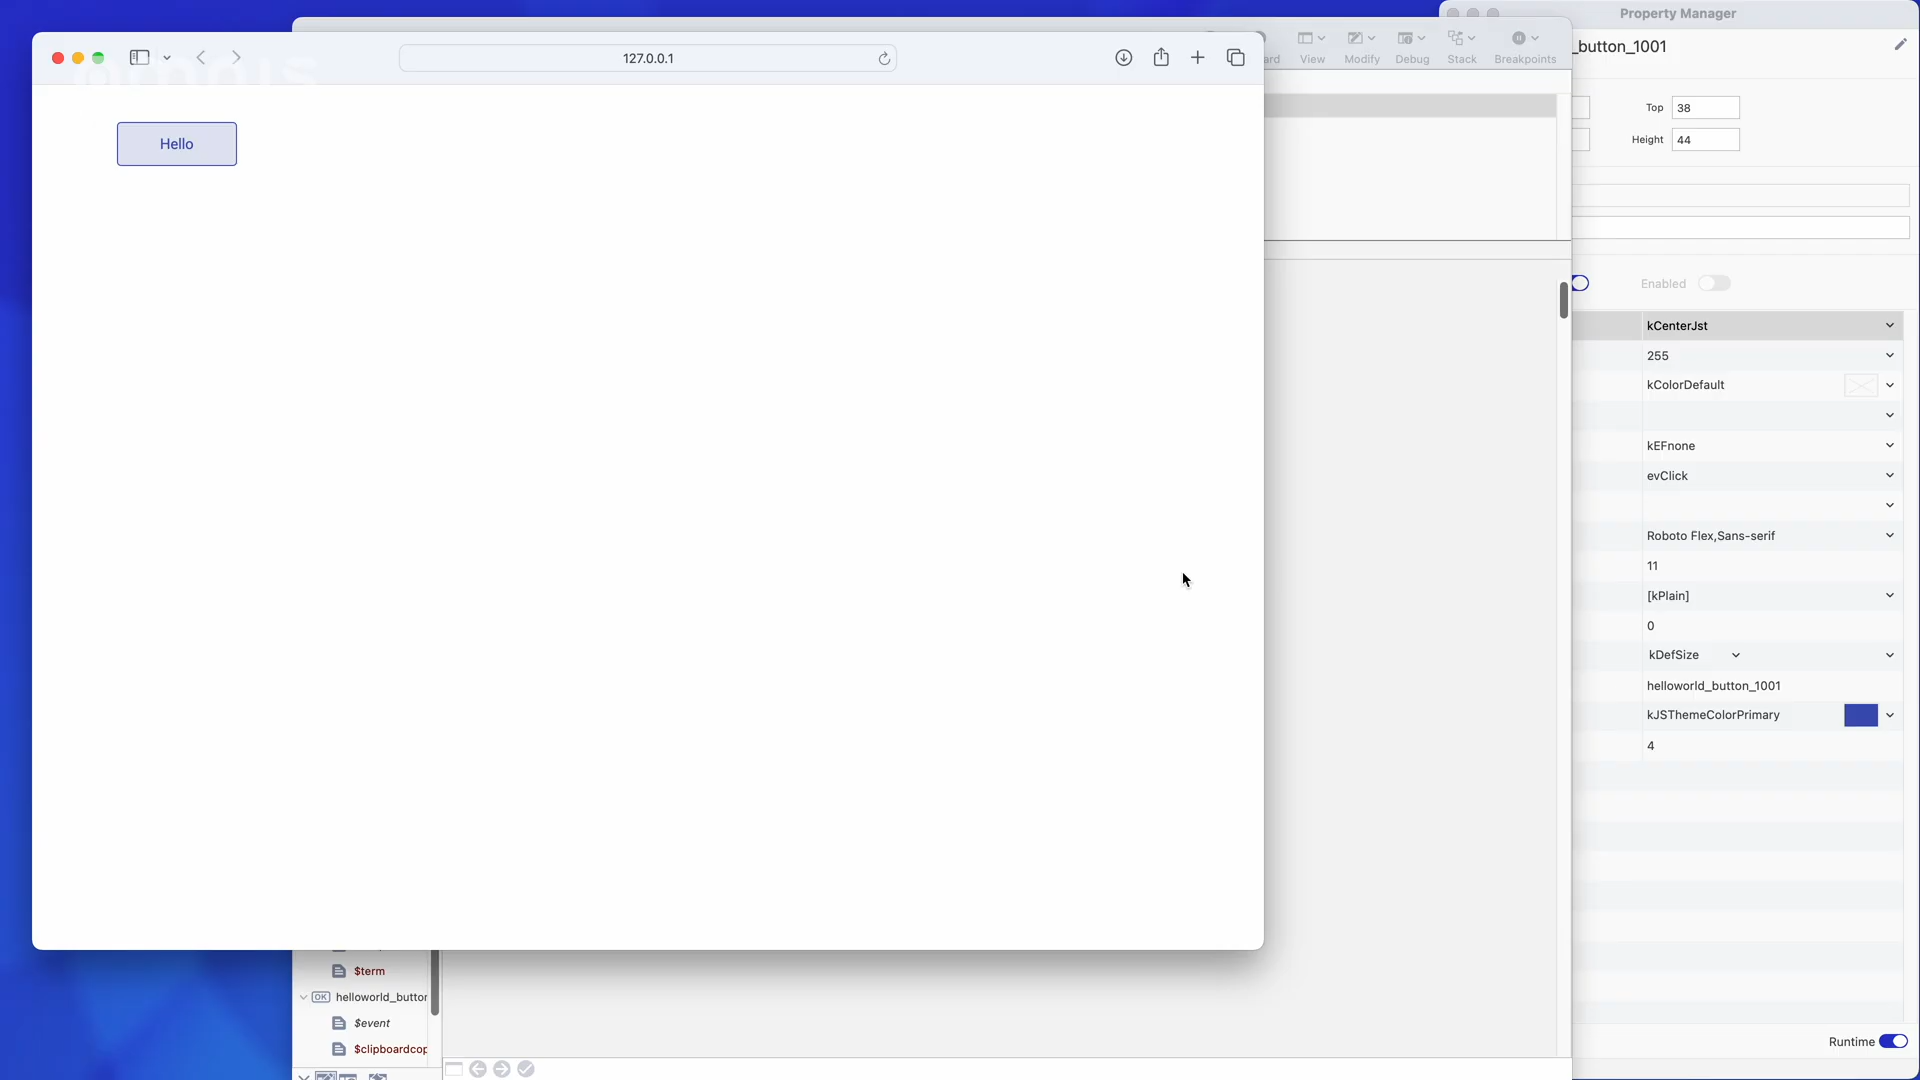 Property Manager
127.0.0.1
ard
View
Modify
Debug
Stack
Breakpoints
_button_1001
Top 38
Height 44
Hello
Enabled
kCenterJst
255
kColorDefault
kEFnone
evClick
Roboto Flex,Sans-serif
11
[kPlain]
0
kDefSize
helloworld_button_1001
kJSThemeColorPrimary
4
$term
OK helloworld_button
$event
$clipboardcop
Runtime